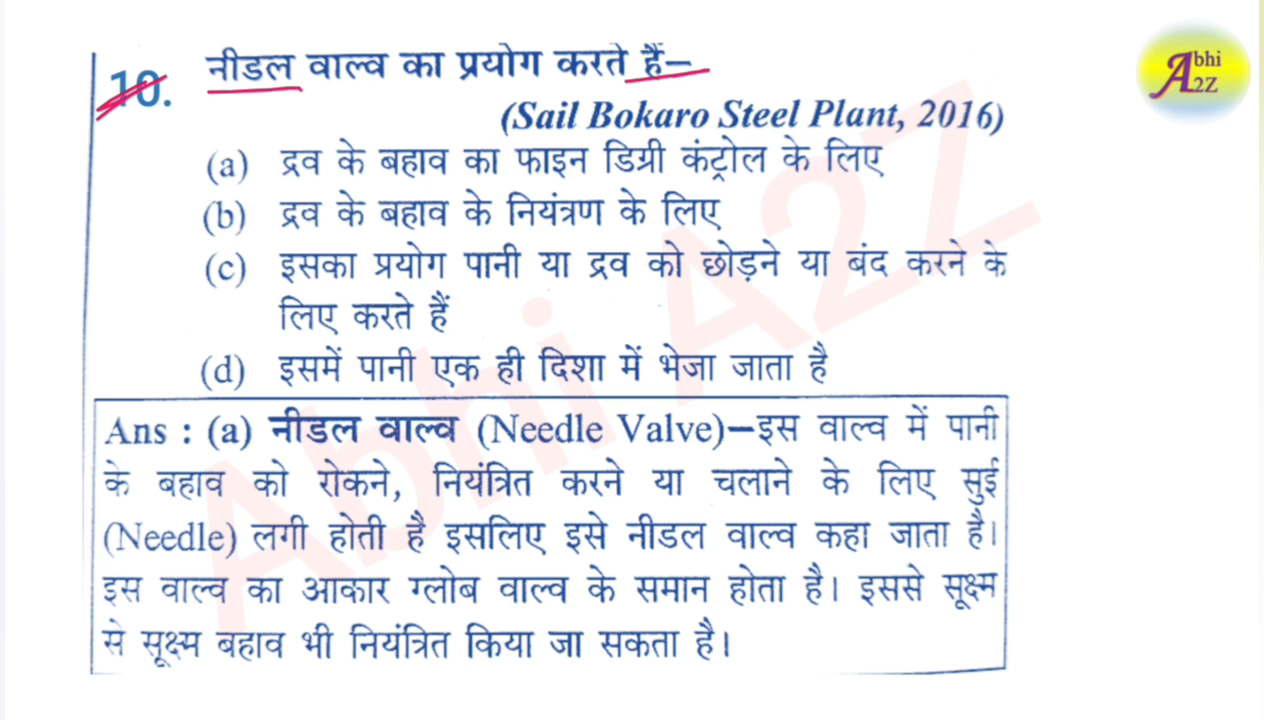 Abhi A2Z
10. नीडल वाल्व का प्रयोग करते हैं–
(Sail Bokaro Steel Plant, 2016)
(a) द्रव के बहाव का फाइन डिग्री कंट्रोल के लिए
(b) द्रव के बहाव के नियंत्रण के लिए
(c) इसका प्रयोग पानी या द्रव को छोड़ने या बंद करने के
लिए करते हैं
(d) इसमें पानी एक ही दिशा में भेजा जाता है
Ans : (a) नीडल वाल्व (Needle Valve)–इस वाल्व में पानी
के बहाव को रोकने, नियंत्रित करने या चलाने के लिए सुई
(Needle) लगी होती है इसलिए इसे नीडल वाल्व कहा जाता है।
इस वाल्व का आकार ग्लोब वाल्व के समान होता है। इससे सूक्ष्म
से सूक्ष्म बहाव भी नियंत्रित किया जा सकता है।
Abhi A2Z